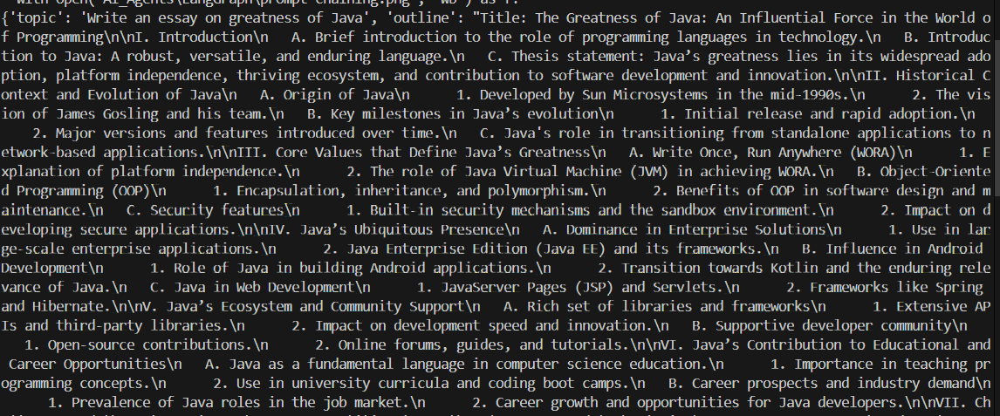 with open( AI_Agents\LangGraph\prompt chaining.png , wb ) as f:
{'topic': 'Write an essay on greatness of Java', 'outline': "Title: The Greatness of Java: An Influential Force in the World o
f Programming\n\nI. Introduction\n   A. Brief introduction to the role of programming languages in technology.\n   B. Introduc
tion to Java: A robust, versatile, and enduring language.\n   C. Thesis statement: Java’s greatness lies in its widespread ado
ption, platform independence, thriving ecosystem, and contribution to software development and innovation.\n\nII. Historical C
ontext and Evolution of Java\n   A. Origin of Java\n      1. Developed by Sun Microsystems in the mid-1990s.\n      2. The vis
ion of James Gosling and his team.\n   B. Key milestones in Java’s evolution\n      1. Initial release and rapid adoption.\n
     2. Major versions and features introduced over time.\n   C. Java's role in transitioning from standalone applications to n
etwork-based applications.\n\nIII. Core Values that Define Java’s Greatness\n   A. Write Once, Run Anywhere (WORA)\n      1. E
xplanation of platform independence.\n      2. The role of Java Virtual Machine (JVM) in achieving WORA.\n   B. Object-Oriente
d Programming (OOP)\n      1. Encapsulation, inheritance, and polymorphism.\n      2. Benefits of OOP in software design and m
aintenance.\n   C. Security features\n      1. Built-in security mechanisms and the sandbox environment.\n      2. Impact on d
eveloping secure applications.\n\nIV. Java’s Ubiquitous Presence\n   A. Dominance in Enterprise Solutions\n      1. Use in lar
ge-scale enterprise applications.\n      2. Java Enterprise Edition (Java EE) and its frameworks.\n   B. Influence in Android 
Development\n      1. Role of Java in building Android applications.\n      2. Transition towards Kotlin and the enduring rele
vance of Java.\n   C. Java in Web Development\n      1. JavaServer Pages (JSP) and Servlets.\n      2. Frameworks like Spring 
and Hibernate.\n\nV. Java’s Ecosystem and Community Support\n   A. Rich set of libraries and frameworks\n      1. Extensive AP
Is and third-party libraries.\n      2. Impact on development speed and innovation.\n   B. Supportive developer community\n
   1. Open-source contributions.\n      2. Online forums, guides, and tutorials.\n\nVI. Java’s Contribution to Educational and
 Career Opportunities\n   A. Java as a fundamental language in computer science education.\n      1. Importance in teaching pr
ogramming concepts.\n      2. Use in university curricula and coding boot camps.\n   B. Career prospects and industry demand\n
      1. Prevalence of Java roles in the job market.\n      2. Career growth and opportunities for Java developers.\n\nVII. Ch